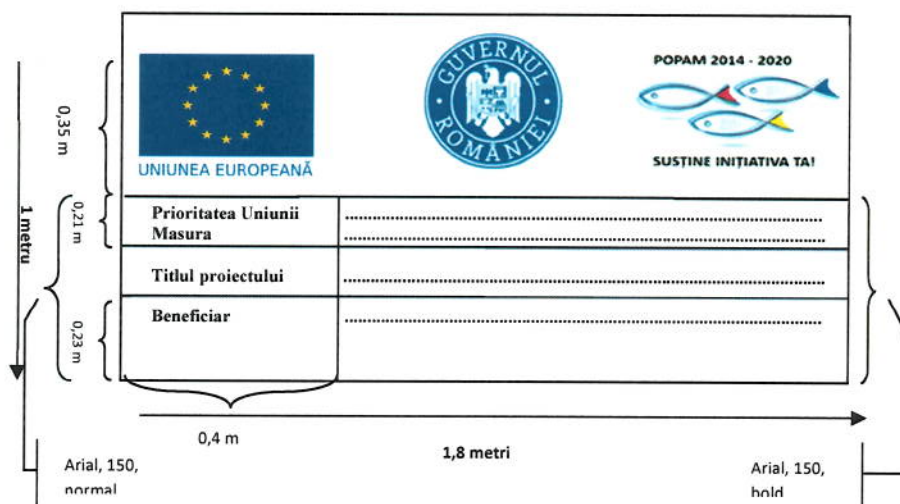 POPAM 2014 - 2020
GUVERNUL ROMÂNIEI
UNIUNEA EUROPEANĂ
SUSȚINE INIȚIATIVA TA!
0,35 m
1 metru
0,21 m
Prioritatea Uniunii
Masura
Titlul proiectului
Beneficiar
0,23 m
0,4 m
1,8 metri
Arial, 150,
normal
Arial, 150,
bold